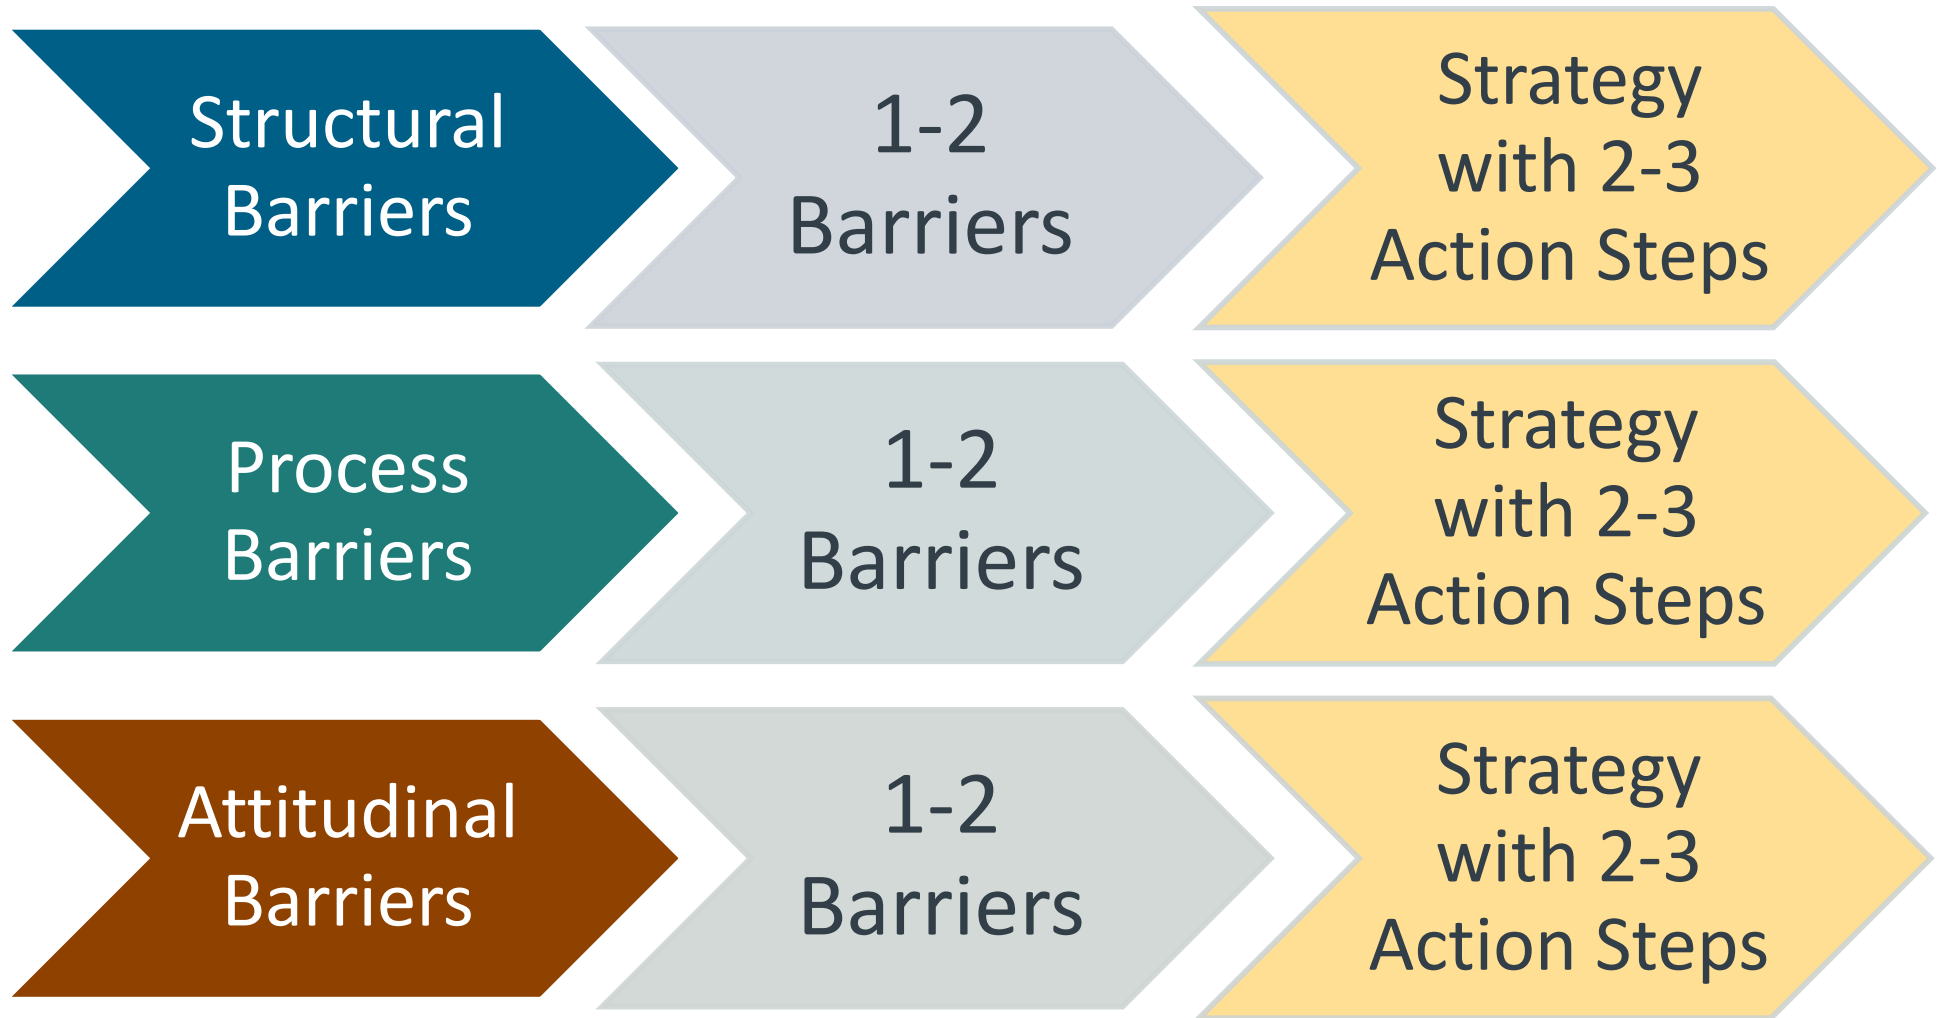 Structural
Barriers
1-2
Barriers
Strategy
with 2-3
Action Steps
Process
Barriers
1-2
Barriers
Strategy
with 2-3
Action Steps
Attitudinal
Barriers
1-2
Barriers
Strategy
with 2-3
Action Steps